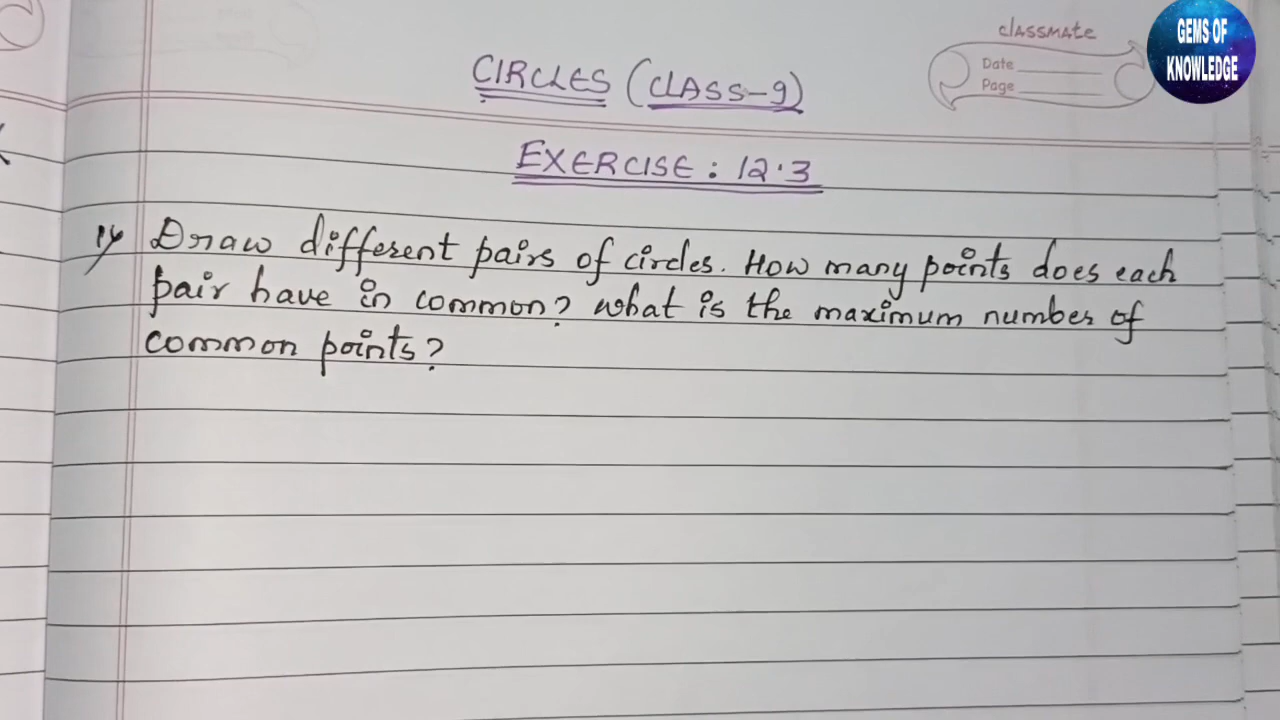 classmate
Date
Page
GEMS OF
KNOWLEDGE
CIRCLES (CLASS-9)
EXERCISE: 12.3
1) Draw different pairs of circles. How many points does each
pair have in common? What is the maximum number of
common points?